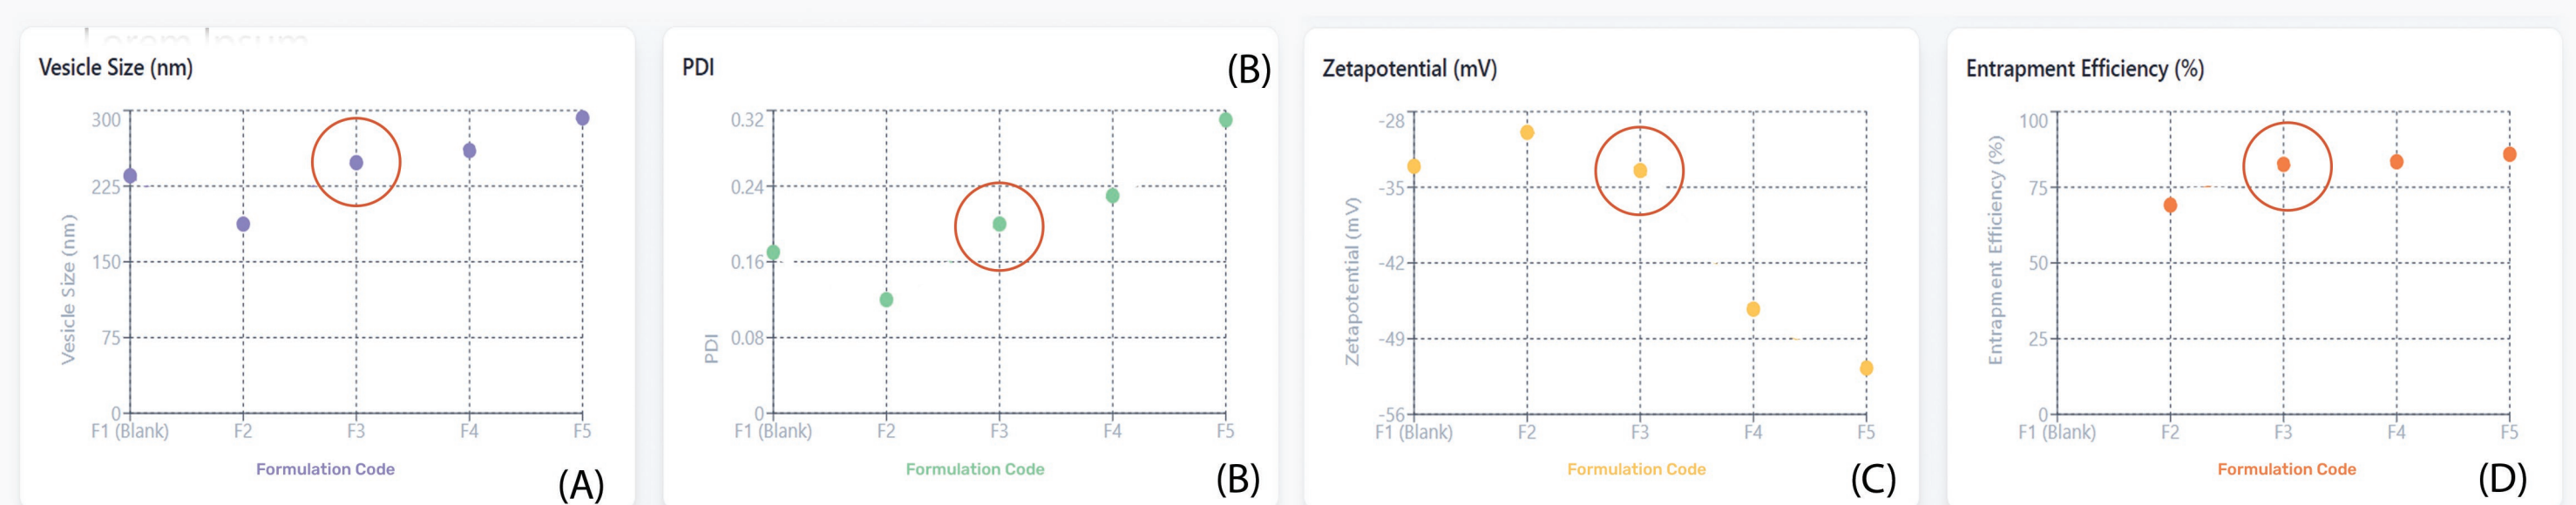 Lorem Ipsum
Vesicle Size (nm)
300
225
150
75
0
Vesicle Size (nm)
F1 (Blank) F2 F3 F4 F5
Formulation Code
(A)
PDI
(B)
0.32
0.24
0.16
0.08
0
PDI
F1 (Blank) F2 F3 F4 F5
Formulation Code
(B)
Zetapotential (mV)
-28
-35
-42
-49
-56
Zetapotential (mV)
F1 (Blank) F2 F3 F4 F5
Formulation Code
(C)
Entrapment Efficiency (%)
100
75
50
25
0
Entrapment Efficiency (%)
F1 (Blank) F2 F3 F4 F5
Formulation Code
(D)